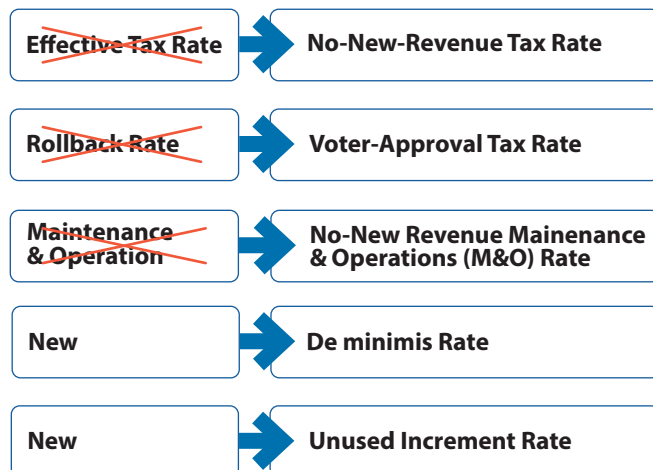 Effective Tax Rate
No-New-Revenue Tax Rate
Rollback Rate
Voter-Approval Tax Rate
Maintenance
& Operation
No-New Revenue Mainenance
& Operations (M&O) Rate
New
De minimis Rate
New
Unused Increment Rate